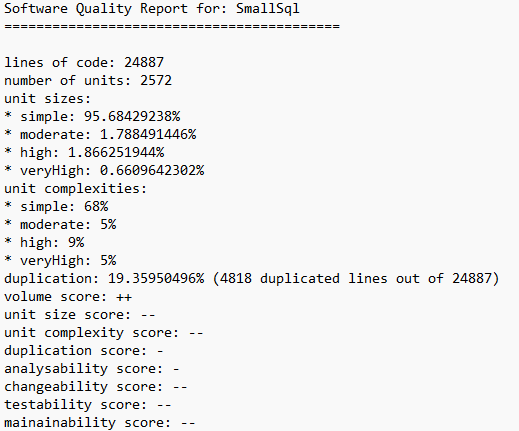 Software Quality Report for: SmallSql
==========================================
lines of code: 24887
number of units: 2572
unit sizes:
* simple: 95.68429238%
* moderate: 1.788491446%
* high: 1.866251944%
* veryHigh: 0.6609642302%
unit complexities:
* simple: 68%
* moderate: 5%
* high: 9%
* veryHigh: 5%
duplication: 19.35950496% (4818 duplicated lines out of 24887)
volume score: ++
unit size score: --
unit complexity score: --
duplication score: -
analysability score: -
changeability score: --
testability score: --
mainainability score: --